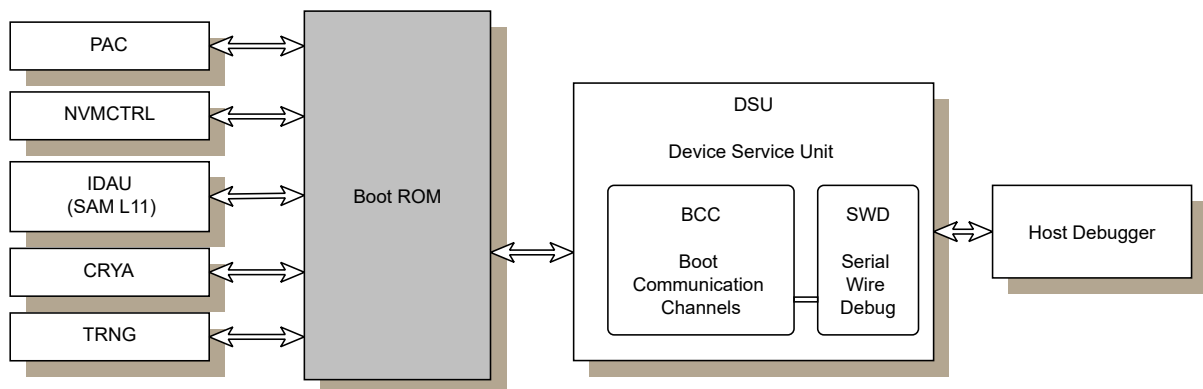 PAC
NVMCTRL
IDAU
(SAM L11)
CRYA
TRNG
Boot ROM
DSU
Device Service Unit
BCC
Boot
Communication
Channels
SWD
Serial
Wire
Debug
Host Debugger